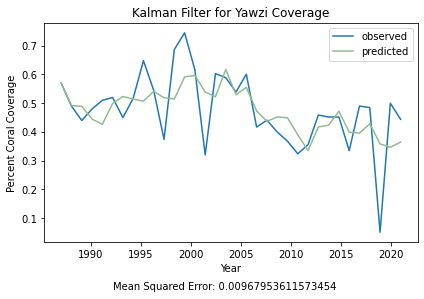 Kalman Filter for Yawzi Coverage
observed
predicted
Percent Coral Coverage
0.7
0.6
0.5
0.4
0.3
0.2
0.1
1990
1995
2000
2005
2010
2015
2020
Year
Mean Squared Error: 0.00967953611573454